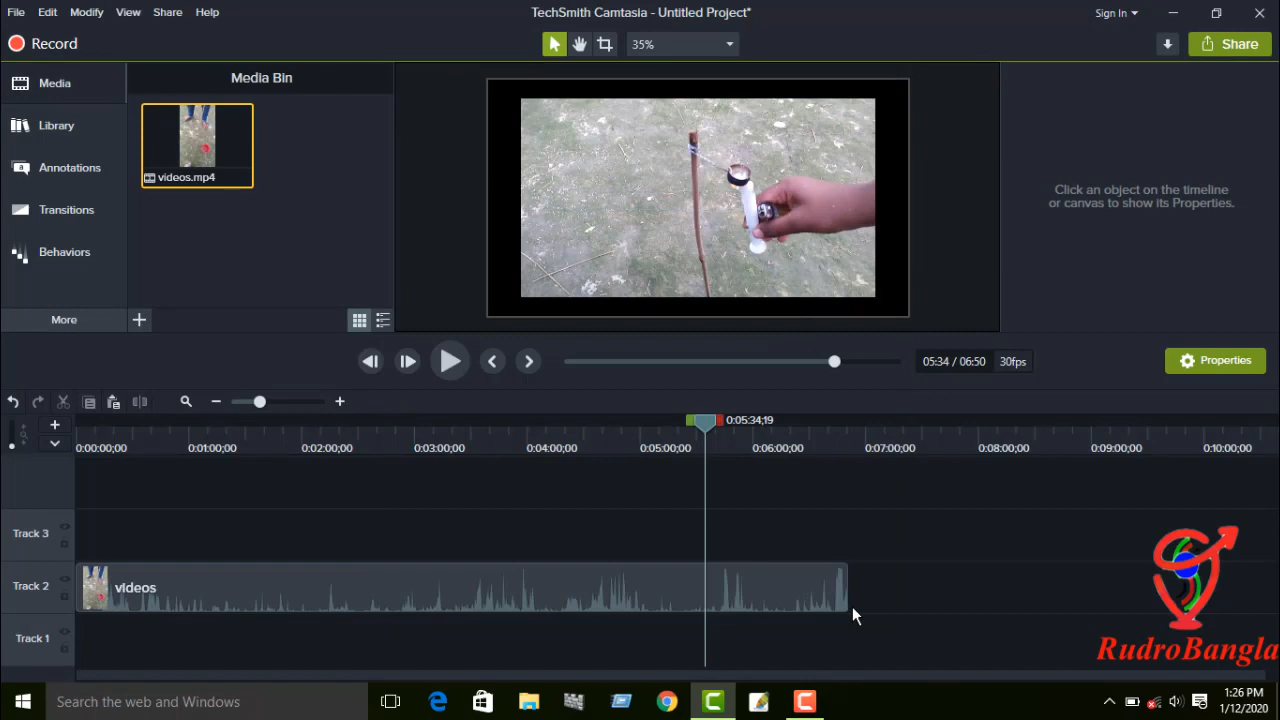 File Edit Modify View Share Help
TechSmith Camtasia - Untitled Project*
Sign In
Record
35%
Share
Media
Library
Annotations
Transitions
Behaviors
More
Media Bin
videos.mp4
Click an object on the timeline
or canvas to show its Properties.
05:34 / 06:50 30fps
Properties
0:05:34;19
0:00:00;00 0:01:00;00 0:02:00;00 0:03:00;00 0:04:00;00 0:05:00;00 0:06:00;00 0:07:00;00 0:08:00;00 0:09:00;00 0:10:00;00
Track 3
Track 2
videos
Track 1
RudroBangla
Search the web and Windows
1:26 PM
1/12/2020